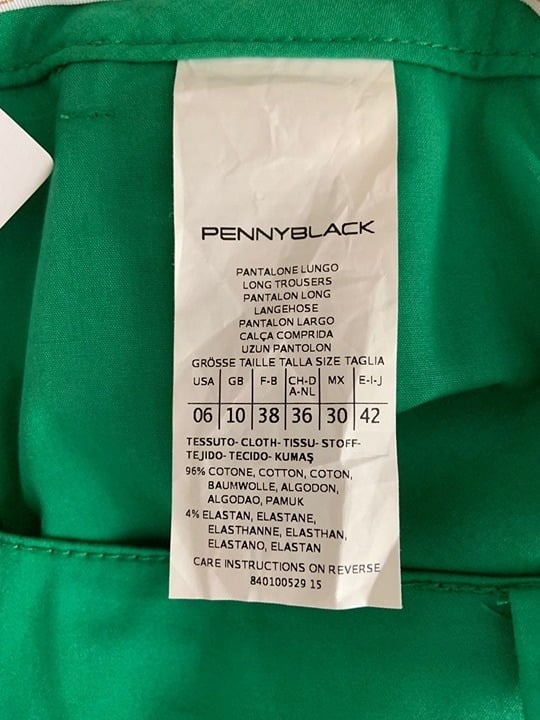 PENNYBLACK
PANTALONE LUNGO
LONG TROUSERS
PANTALON LONG
LANGEHOSE
PANTALON LARGO
CALÇA COMPRIDA
UZUN PANTOLON
GRÖSSE TAILLE TALLA SIZE TAGLIA
USA GB F-B CH-D A-NL MX E-I-J
06 10 38 36 30 42
TESSUTO- CLOTH- TISSU- STOFF-
TEJIDO- TECIDO- KUMAŞ
96% COTONE, COTTON, COTON,
BAUMWOLLE, ALGODON,
ALGODAO, PAMUK
4% ELASTAN, ELASTANE,
ELASTHANNE, ELASTHAN,
ELASTANO, ELASTAN
CARE INSTRUCTIONS ON REVERSE
840100529 15